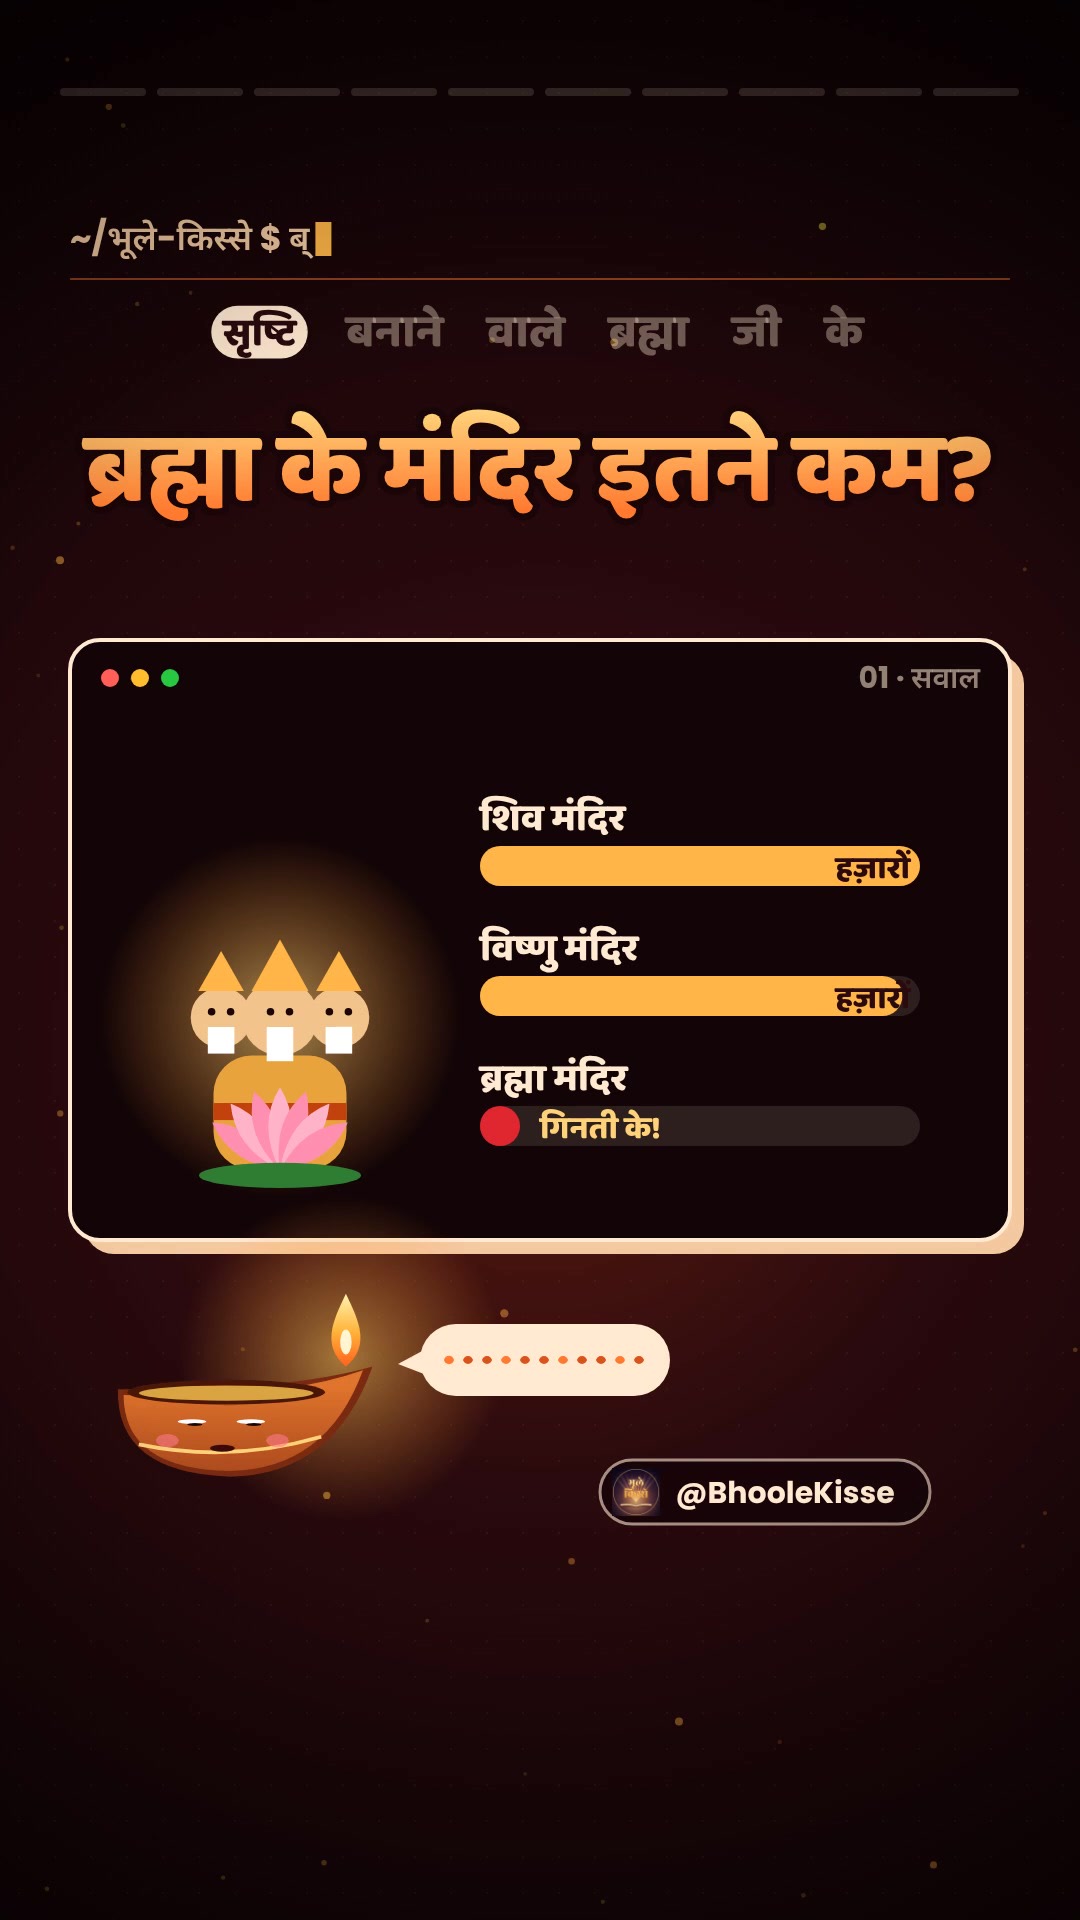 ~/भूले-किस्से $ ब्
सृष्टि बनाने वाले ब्रह्मा जी के
ब्रह्मा के मंदिर इतने कम?
01 · सवाल
शिव मंदिर
हज़ारों
विष्णु मंदिर
हज़ारों
ब्रह्मा मंदिर
गिनती के!
@BhooleKisse